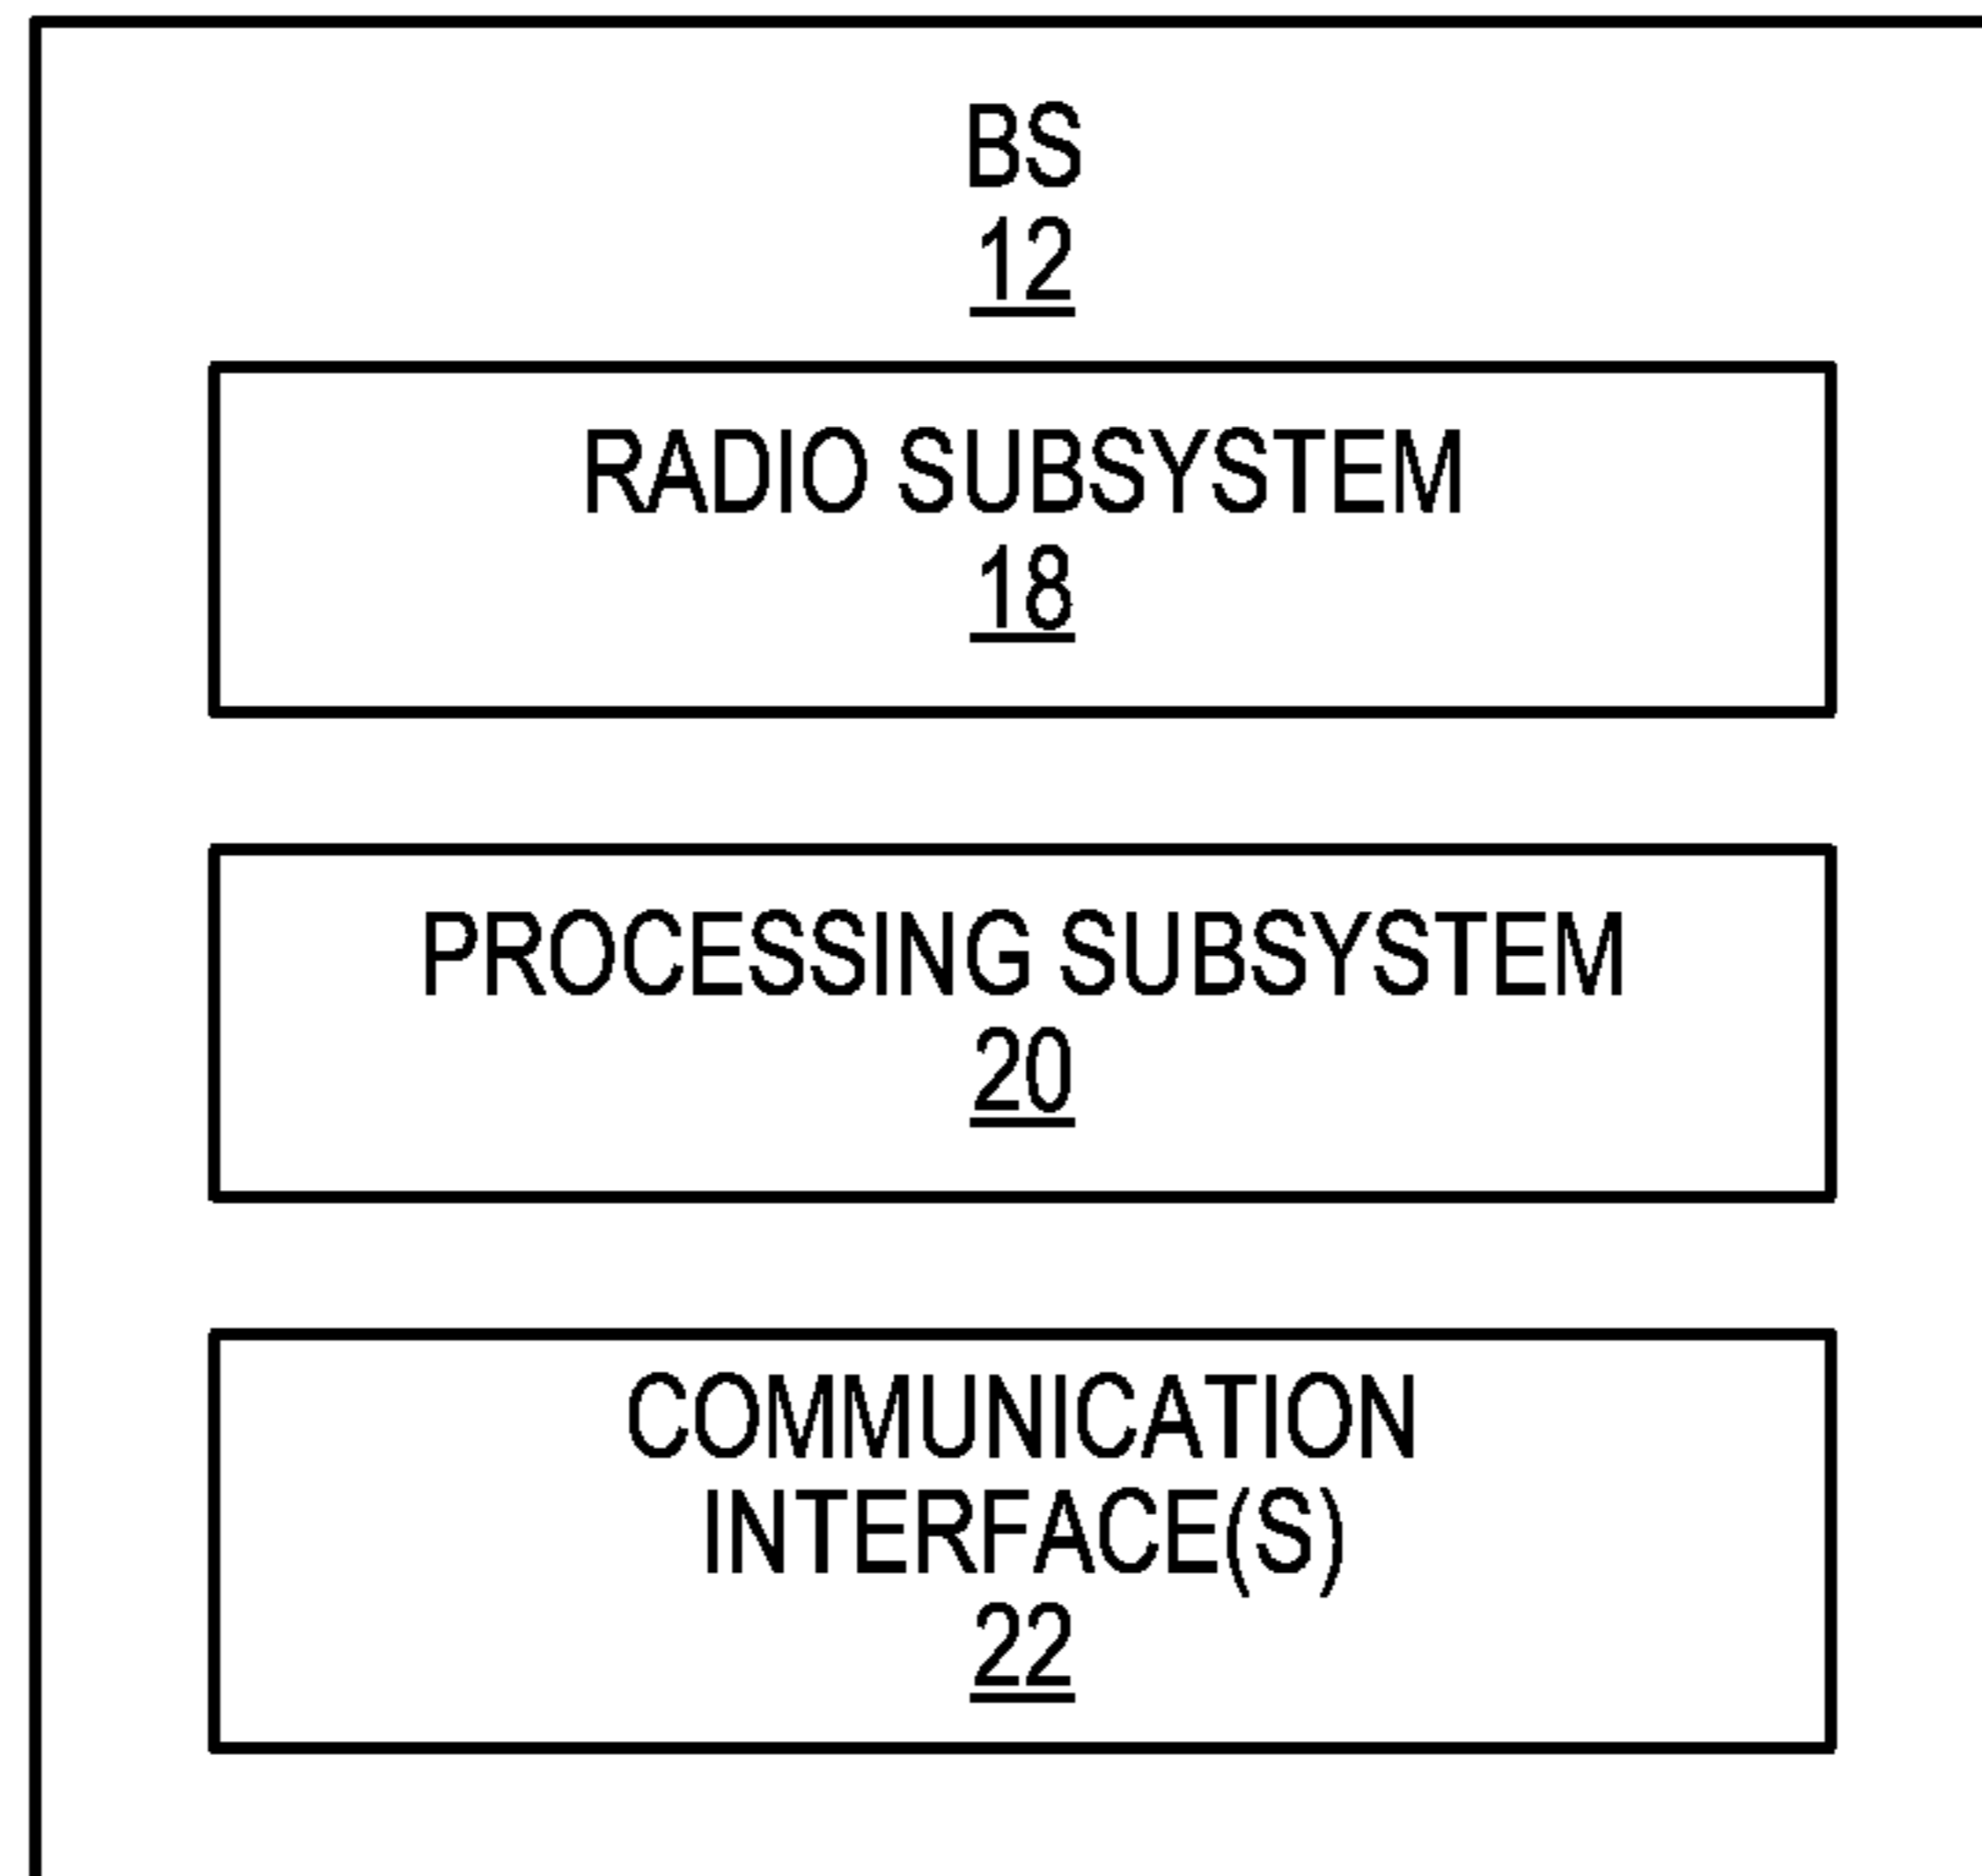 BS
12
RADIO SUBSYSTEM
18
PROCESSING SUBSYSTEM
20
COMMUNICATION
INTERFACE(S)
22